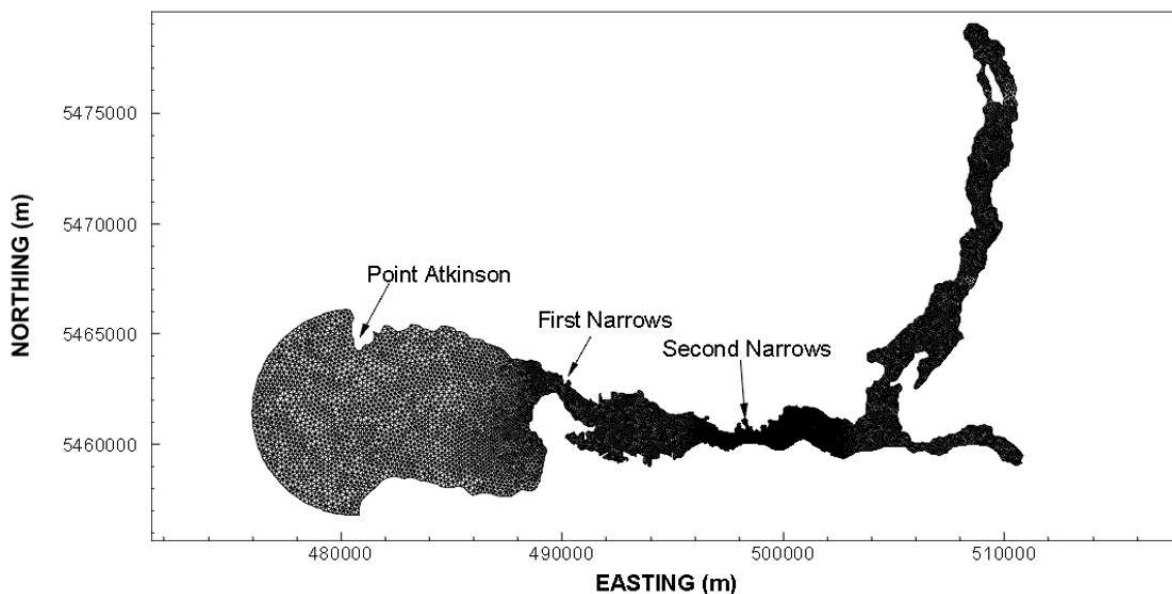 5475000
5470000
NORTHING (m)
Point Atkinson
5465000
First Narrows
Second Narrows
5460000
480000
490000
500000
510000
EASTING (m)